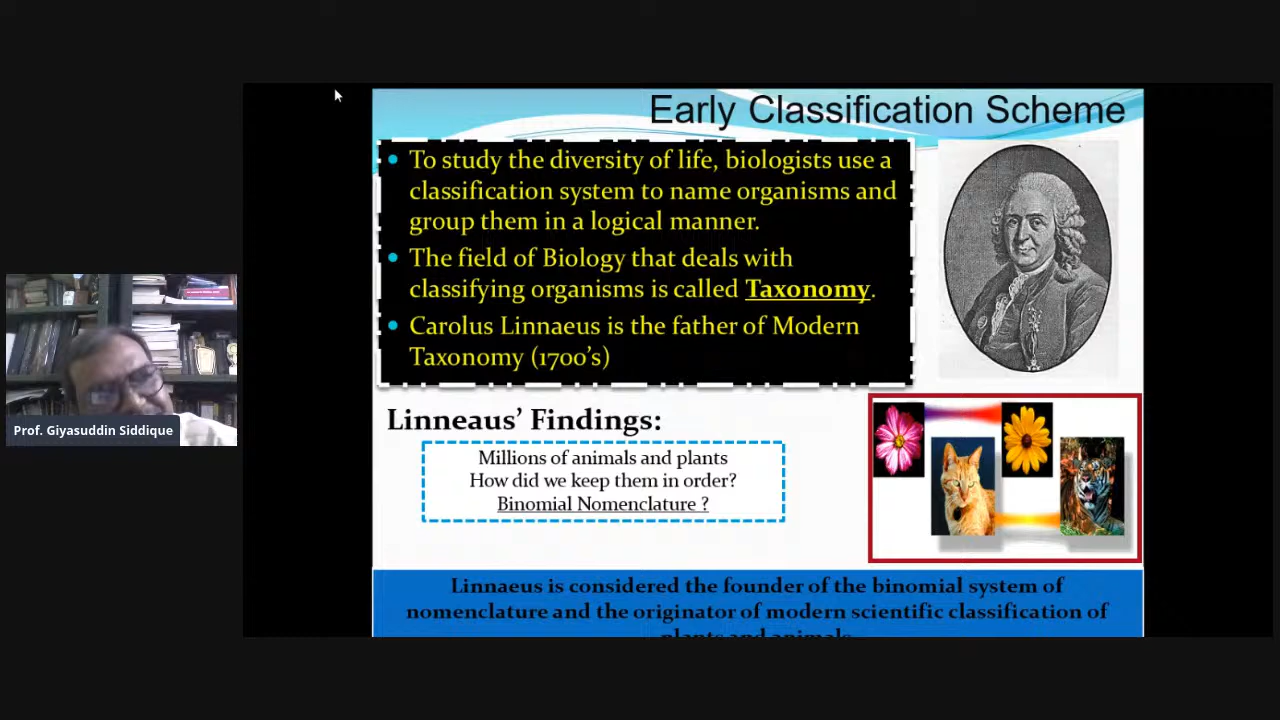 Early Classification Scheme
• To study the diversity of life, biologists use a
classification system to name organisms and
group them in a logical manner.
• The field of Biology that deals with
classifying organisms is called Taxonomy.
• Carolus Linnaeus is the father of Modern
Taxonomy (1700's)
Linneaus' Findings:
Millions of animals and plants
How did we keep them in order?
Binomial Nomenclature ?
Linnaeus is considered the founder of the binomial system of
nomenclature and the originator of modern scientific classification of
plants and animals
Prof. Giyasuddin Siddique